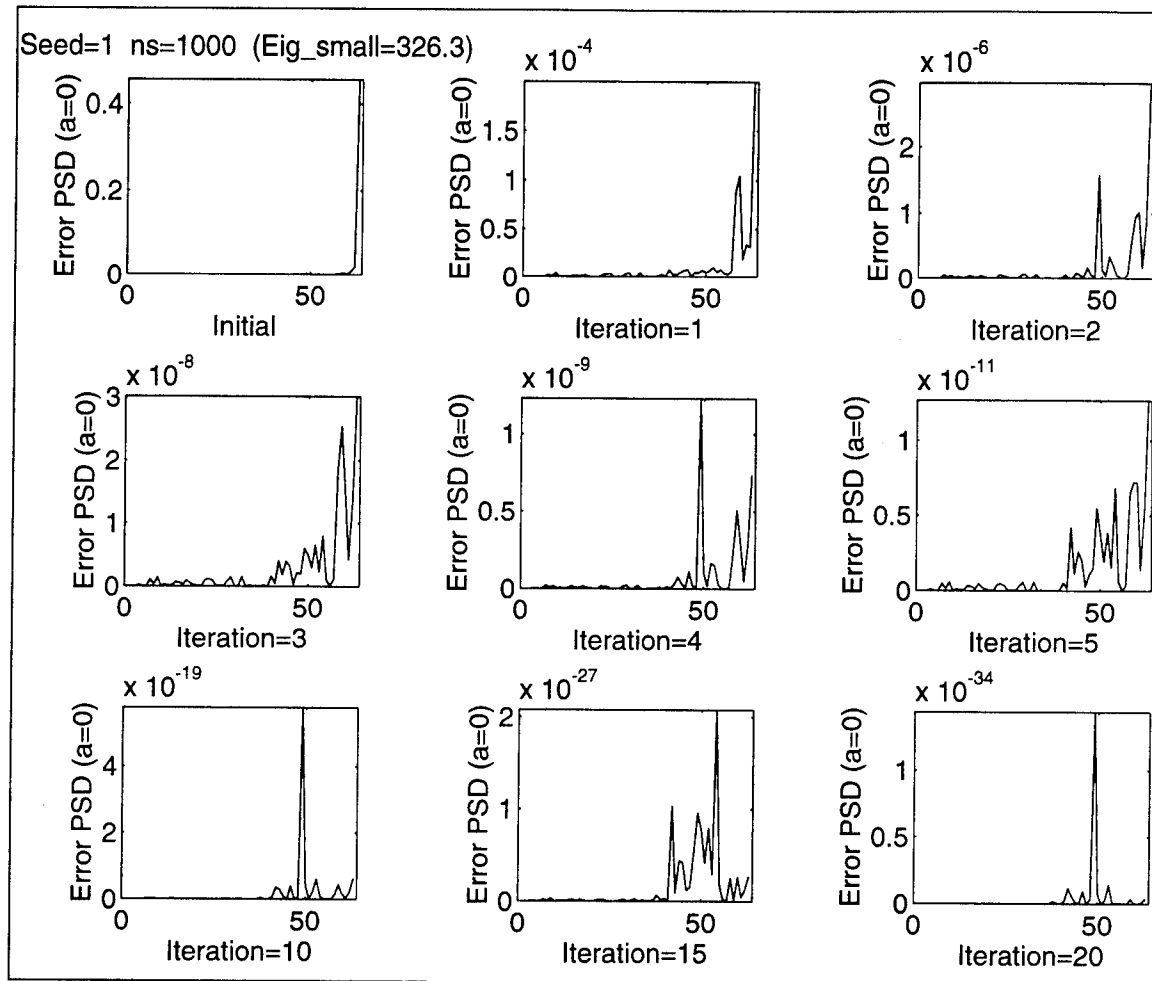 Seed=1 ns=1000 (Eig_small=326.3)
Error PSD (a=0)
0.4
0.2
0
0 50
Initial
x 10^-4
Error PSD (a=0)
1.5
1
0.5
0
0 50
Iteration=1
x 10^-6
Error PSD (a=0)
2
1
0
0 50
Iteration=2
x 10^-8
Error PSD (a=0)
3
2
1
0
0 50
Iteration=3
x 10^-9
Error PSD (a=0)
1
0.5
0
0 50
Iteration=4
x 10^-11
Error PSD (a=0)
1
0.5
0
0 50
Iteration=5
x 10^-19
Error PSD (a=0)
4
2
0
0 50
Iteration=10
x 10^-27
Error PSD (a=0)
2
1
0
0 50
Iteration=15
x 10^-34
Error PSD (a=0)
1
0.5
0
0 50
Iteration=20